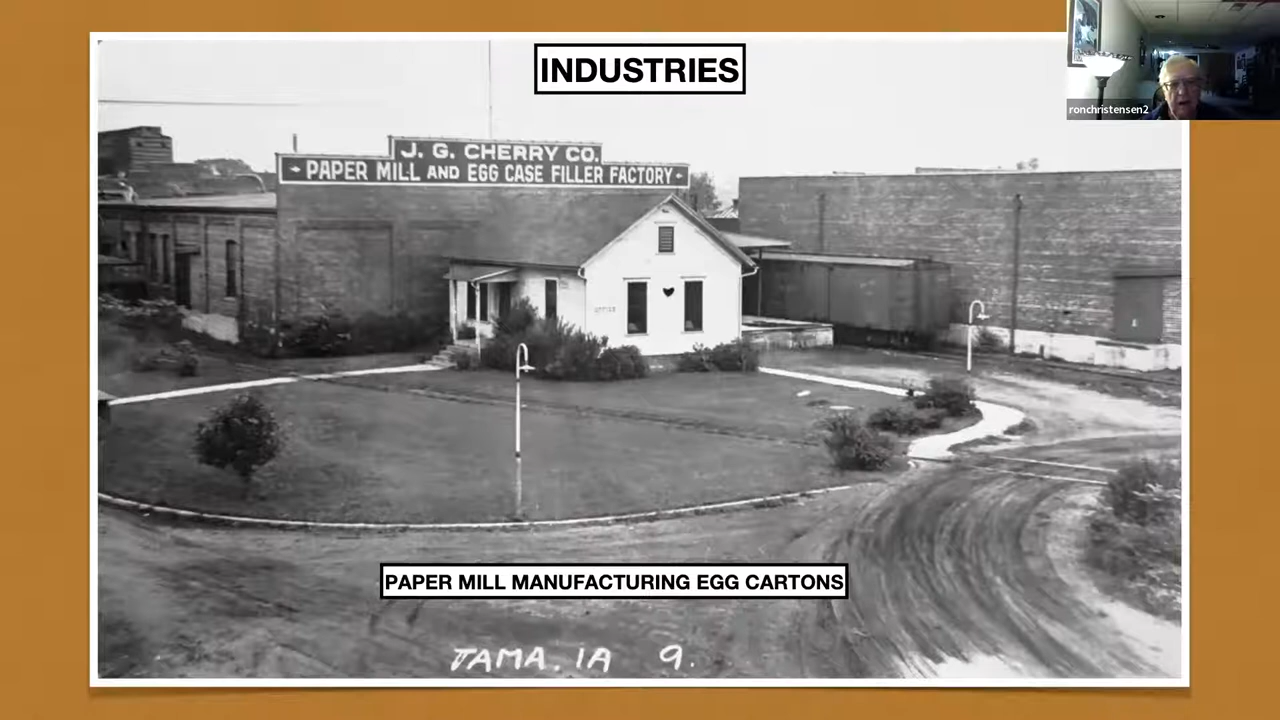 INDUSTRIES
ronchristensen2
J. G. CHERRY CO.
PAPER MILL AND EGG CASE FILLER FACTORY
OFFICE
PAPER MILL MANUFACTURING EGG CARTONS
TAMA. IA 9.